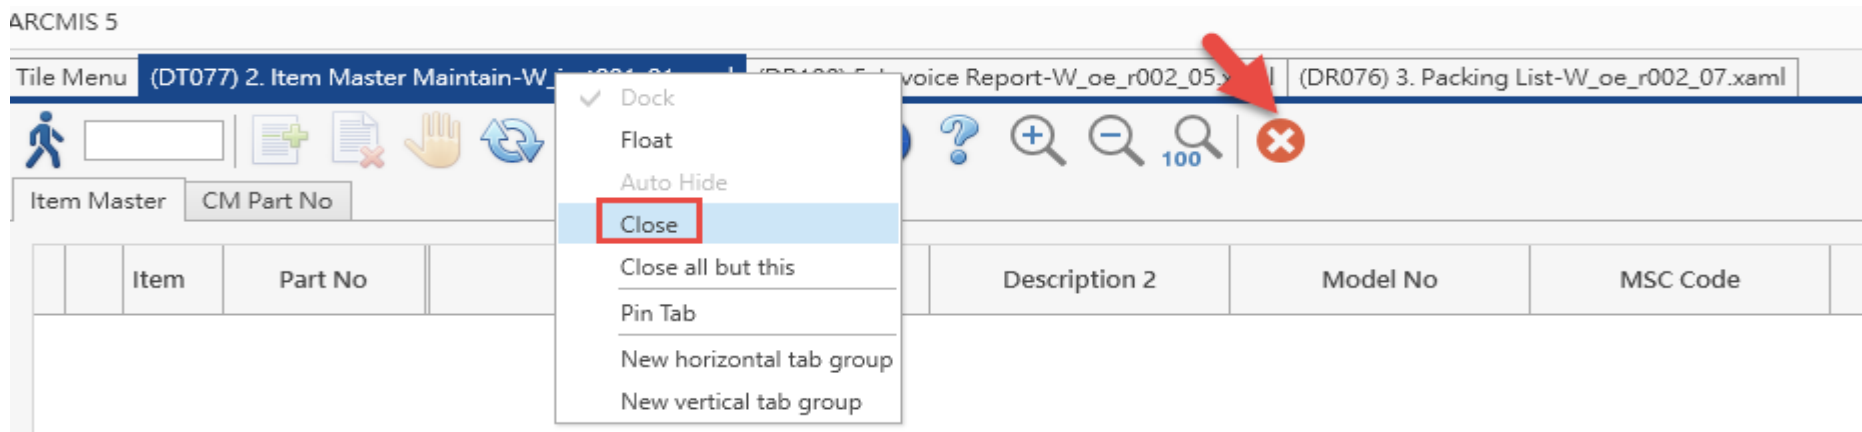 ARCMIS 5
Tile Menu (DT077) 2. Item Master Maintain-W_ voice Report-W_oe_r002_05. (DR076) 3. Packing List-W_oe_r002_07.xaml
100
Item Master CM Part No
Dock
Float
Auto Hide
Close
Close all but this
Pin Tab
New horizontal tab group
New vertical tab group
Item Part No Description 2 Model No MSC Code